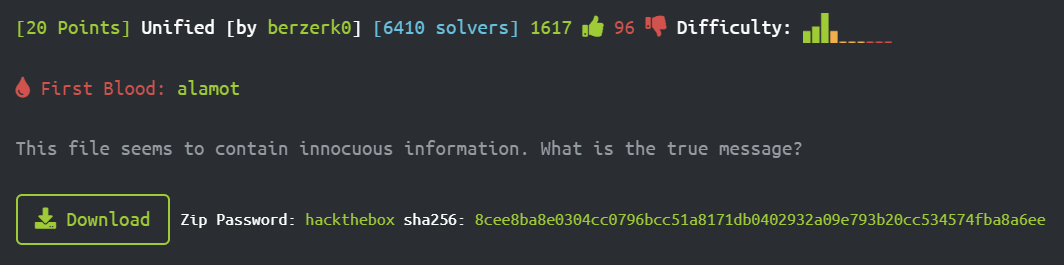 [20 Points] Unified [by berzerk0] [6410 solvers] 1617 96 Difficulty:
First Blood: alamot
This file seems to contain innocuous information. What is the true message?
Download Zip Password: hackthebox sha256: 8cee8ba8e0304cc0796bcc51a8171db0402932a09e793b20cc534574fba8a6ee